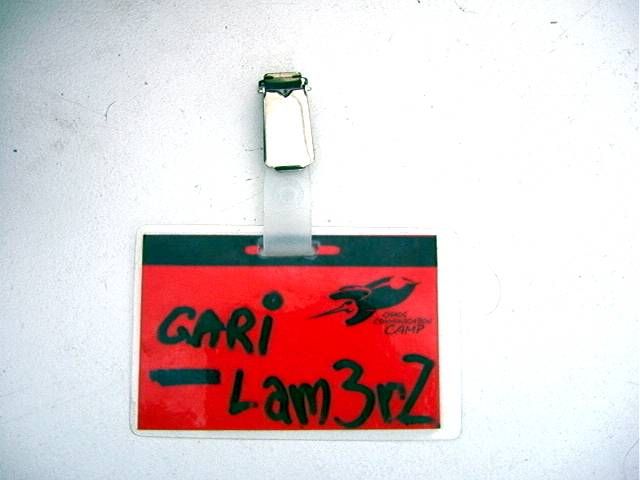 GARi
CHAOS
COMMUNICATION
CAMP
Lam3rZ